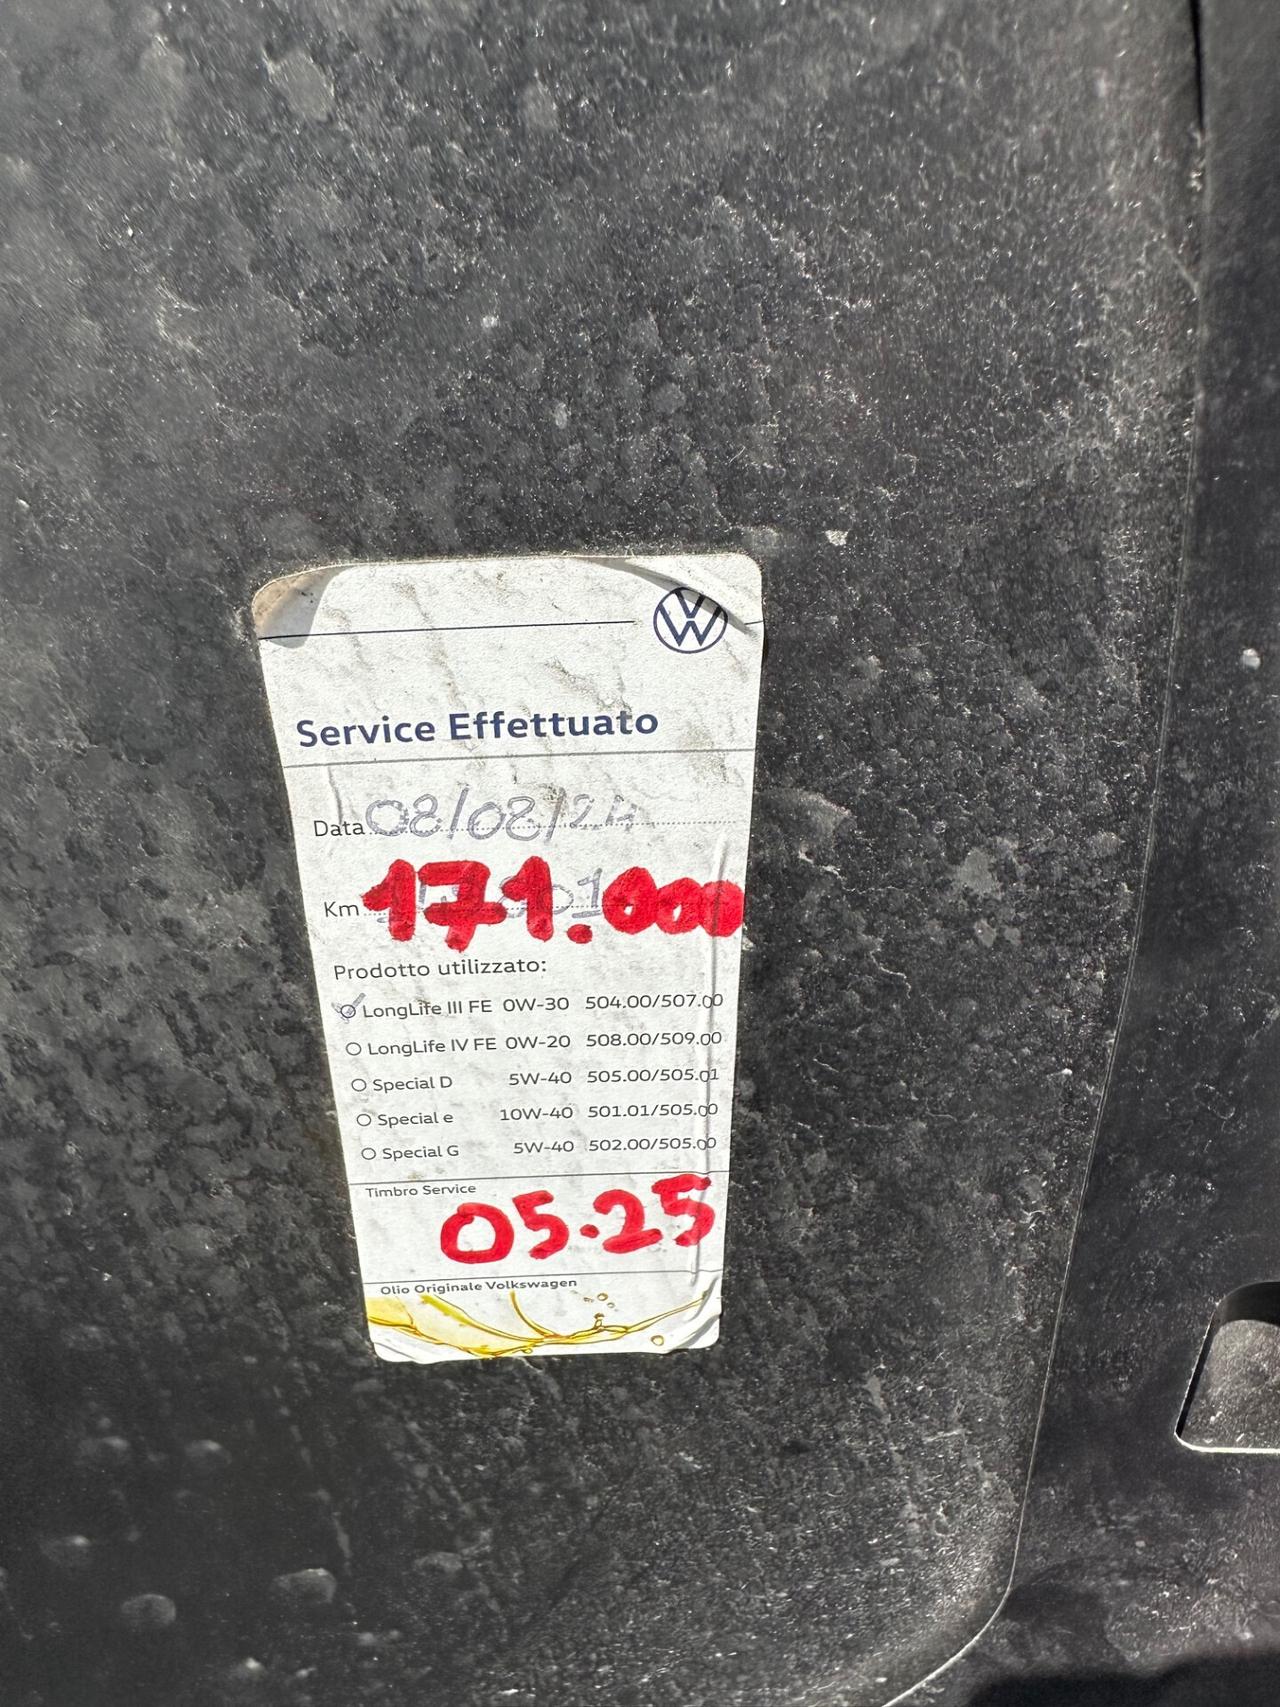 Service Effettuato
Data 08/08/24
Km 171.000
Prodotto utilizzato:
LongLife III FE 0W-30 504.00/507.00
LongLife IV FE 0W-20 508.00/509.00
Special D 5W-40 505.00/505.01
Special e 10W-40 501.01/505.00
Special G 5W-40 502.00/505.00
Timbro Service
05.25
Olio Originale Volkswagen